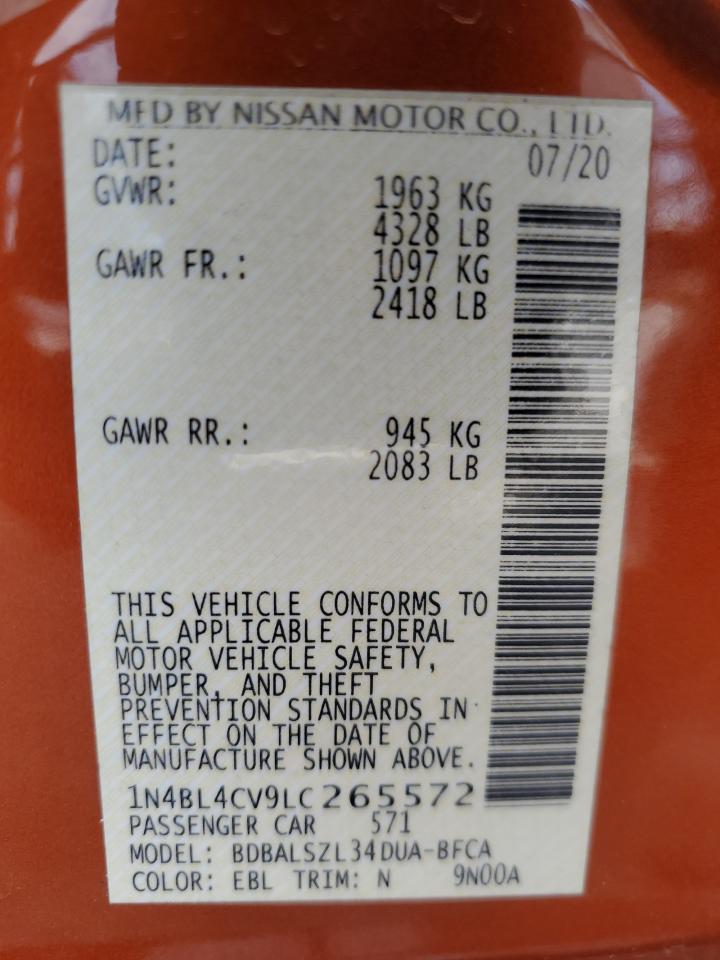 MFD BY NISSAN MOTOR CO., LTD.
DATE: 07/20
GVWR: 1963 KG
4328 LB
GAWR FR.: 1097 KG
2418 LB
GAWR RR.: 945 KG
2083 LB
THIS VEHICLE CONFORMS TO
ALL APPLICABLE FEDERAL
MOTOR VEHICLE SAFETY,
BUMPER, AND THEFT
PREVENTION STANDARDS IN
EFFECT ON THE DATE OF
MANUFACTURE SHOWN ABOVE.
1N4BL4CV9LC265572
PASSENGER CAR 571
MODEL: BDBALSZL34DUA-BFCA
COLOR: EBL TRIM: N 9N00A